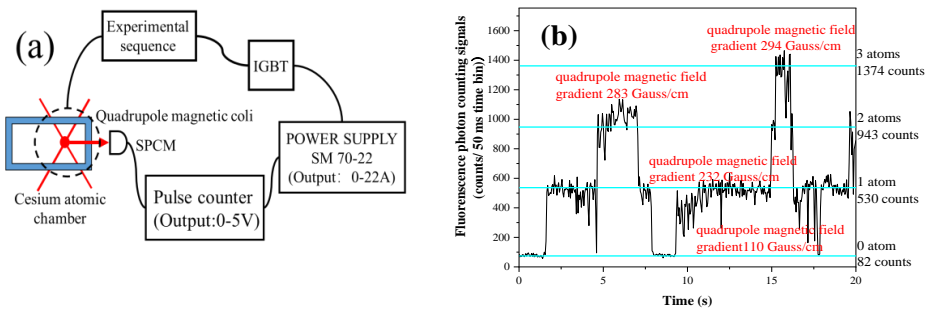 (a)
Experimental
sequence
IGBT
Quadrupole magnetic coli
SPCM
POWER SUPPLY
SM 70-22
(Output: 0-22A)
Cesium atomic
chamber
Pulse counter
(Output:0-5V)
(b)
Fluorescence photon counting signals
(counts/ 50 ms time bin))
1600
1400
1200
1000
800
600
400
200
0
0
5
10
15
20
Time (s)
quadrupole magnetic field
gradient 294 Gauss/cm
quadrupole magnetic field
gradient 283 Gauss/cm
quadrupole magnetic field
gradient 232 Gauss/cm
quadrupole magnetic field
gradient110 Gauss/cm
3 atoms
1374 counts
2 atoms
943 counts
1 atom
530 counts
0 atom
82 counts